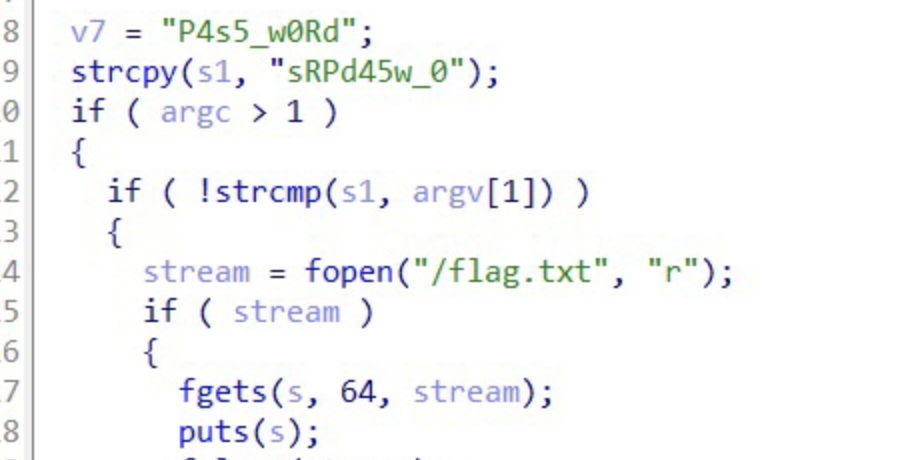 8 v7 = "P4s5_w0Rd";
9 strcpy(s1, "sRPd45w_0");
0 if ( argc > 1 )
1 {
2 if ( !strcmp(s1, argv[1]) )
3 {
4 stream = fopen("/flag.txt", "r");
5 if ( stream )
6 {
7 fgets(s, 64, stream);
8 puts(s);